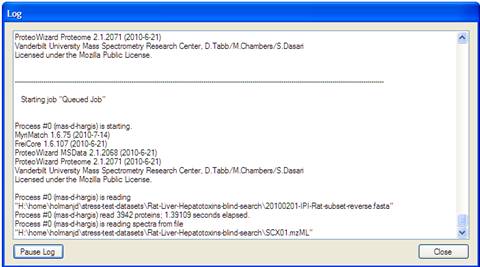 Log
ProteoWizard Proteome 2.1.2071 (2010-6-21)
Vanderbilt University Mass Spectrometry Research Center, D.Tabb/M.Chambers/S.Dasari
Licensed under the Mozilla Public License.
Starting job "Queued Job"
Process #0 (mas-d-hargis) is starting.
MyriMatch 1.6.75 (2010-7-14)
FreiCore 1.6.107 (2010-6-21)
ProteoWizard MSData 2.1.2068 (2010-6-21)
ProteoWizard Proteome 2.1.2071 (2010-6-21)
Vanderbilt University Mass Spectrometry Research Center, D.Tabb/M.Chambers/S.Dasari
Licensed under the Mozilla Public License.
Process #0 (mas-d-hargis) is reading
"H:\home\holmanjd\stress-test-datasets\Rat-Liver-Hepatotoxins-blind-search\20100201-IPI-Rat-subset-reverse.fasta"
Process #0 (mas-d-hargis) read 3942 proteins; 1.39109 seconds elapsed.
Process #0 (mas-d-hargis) is reading spectra from file
"H:\home\holmanjd\stress-test-datasets\Rat-Liver-Hepatotoxins-blind-search\SCX01.mzML"
Pause Log
Close